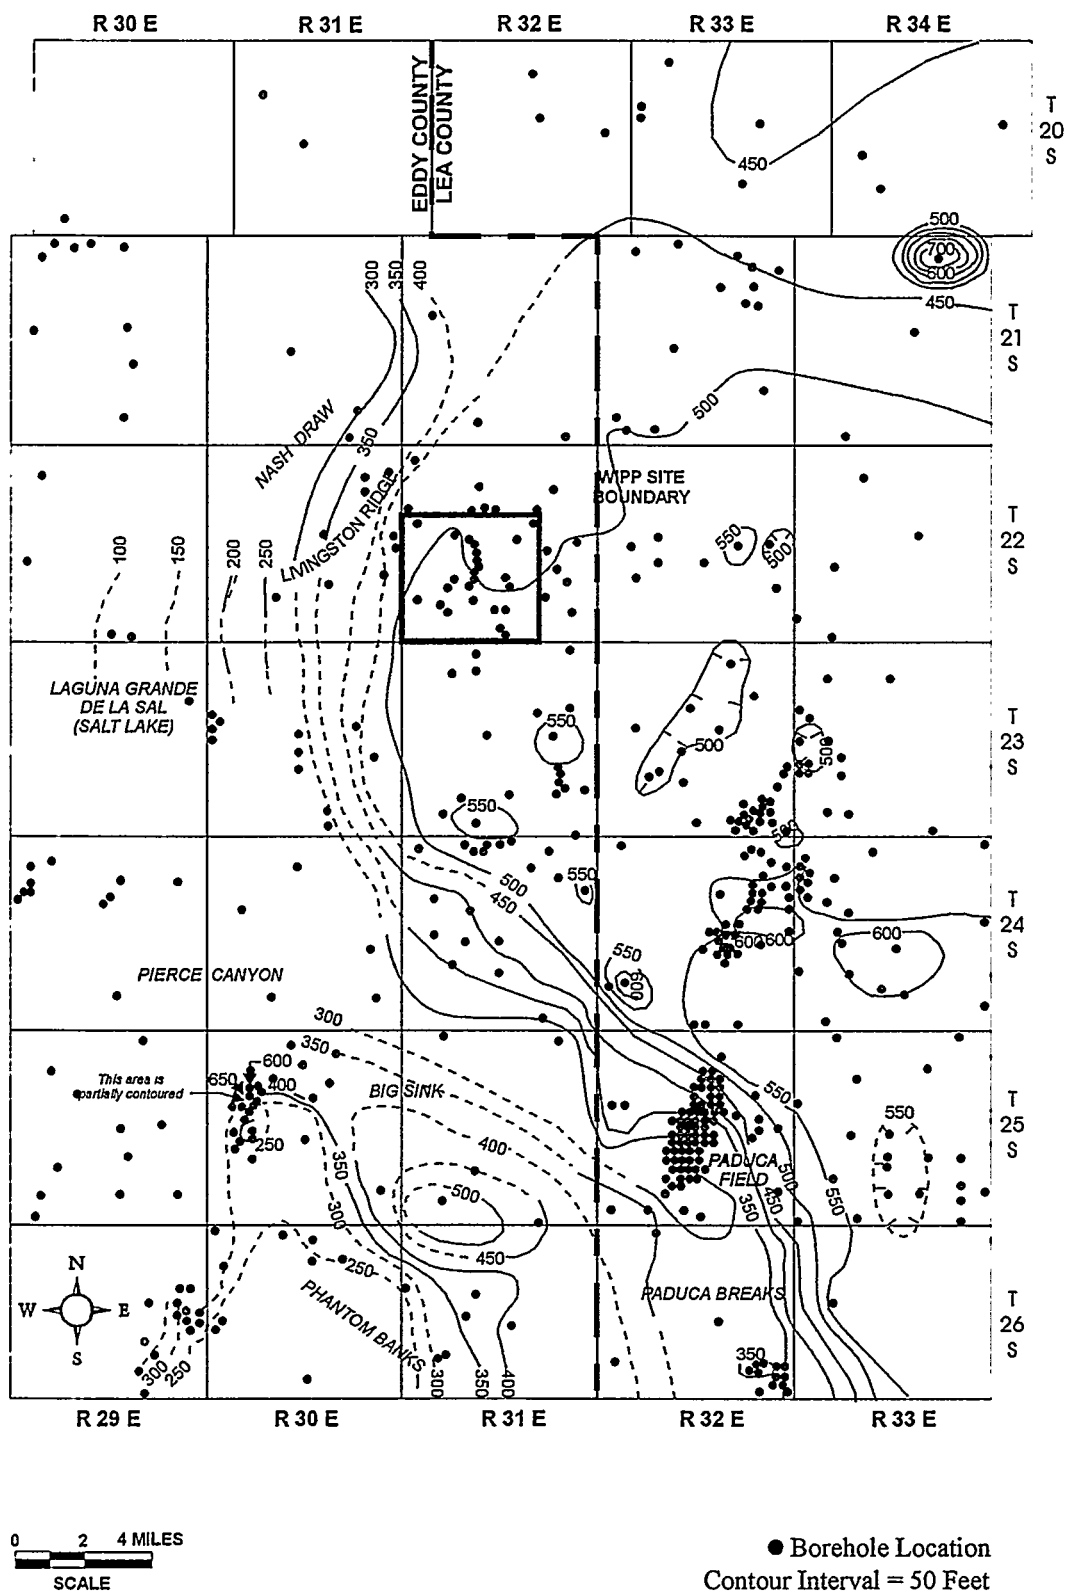 R 30 E R 31 E R 32 E R 33 E R 34 E
EDDY COUNTY
LEA COUNTY
T
20
S
450
500
700
600
450
300 350 400
T
21
S
500
NASH DRAW
350
LIVINGSTON RIDGE
WIPP SITE
BOUNDARY
T
22
S
550
500
100 150 200 250
LAGUNA GRANDE
DE LA SAL
(SALT LAKE)
550
500
500
T
23
S
550
500
550
500
450
T
24
S
600 600
600
550
600
PIERCE CANYON
300
350
600
650
400
This area is
partially contoured
250
BIG SINK
400
550
550
T
25
S
PADUCA
FIELD
350
500
300
450
500
450
350
550
250
PHANTOM BANKS
PADUCA BREAKS
N
W E
S
T
26
S
300
250
300
350
400
350
R 29 E R 30 E R 31 E R 32 E R 33 E
0 2 4 MILES
SCALE
Borehole Location
Contour Interval = 50 Feet